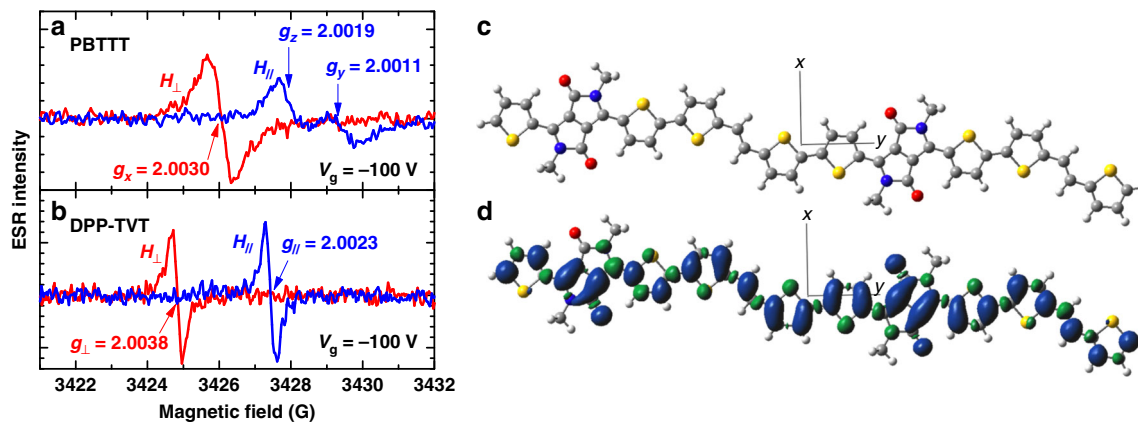 a
PBTTT
g_z = 2.0019
g_y = 2.0011
H_⊥
H_//
g_x = 2.0030
V_g = −100 V
b
DPP-TVT
H_⊥
H_//
g_// = 2.0023
g_⊥ = 2.0038
V_g = −100 V
ESR intensity
3422 3424 3426 3428 3430 3432
Magnetic field (G)
c
x
y
d
x
y